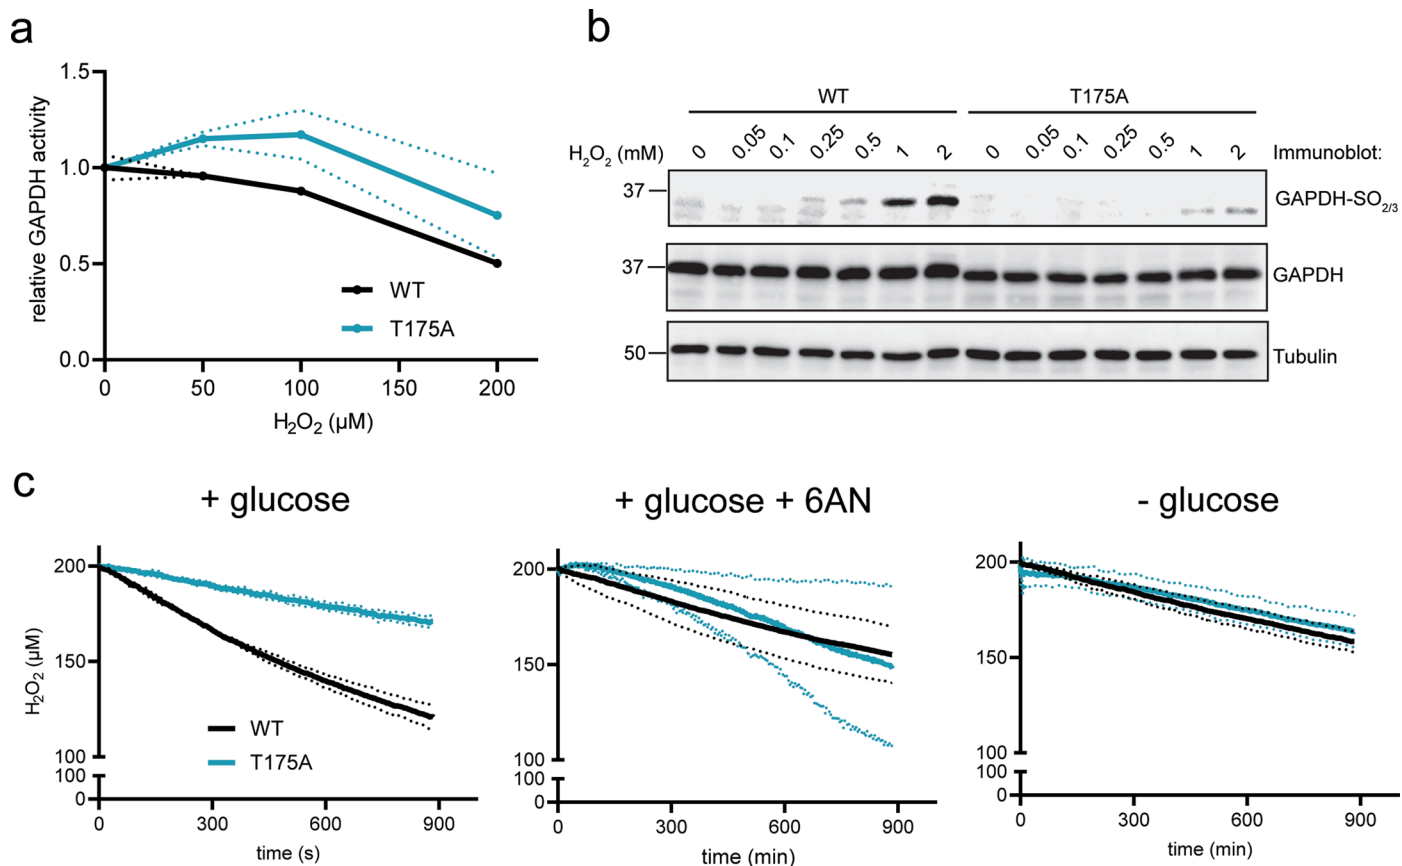 a
1.5
1.0
0.5
0.0
relative GAPDH activity
WT
T175A
0 50 100 150 200
H₂O₂ (µM)
b
WT T175A
H₂O₂ (mM) 0 0.05 0.1 0.25 0.5 1 2 0 0.05 0.1 0.25 0.5 1 2 Immunoblot:
37 GAPDH-SO₂/₃
37 GAPDH
50 Tubulin
c
+ glucose
200
150
100
100
0
H₂O₂ (µM)
WT
T175A
0 300 600 900
time (s)
+ glucose + 6AN
200
150
100
100
0
0 300 600 900
time (min)
- glucose
200
150
100
100
0
0 300 600 900
time (min)